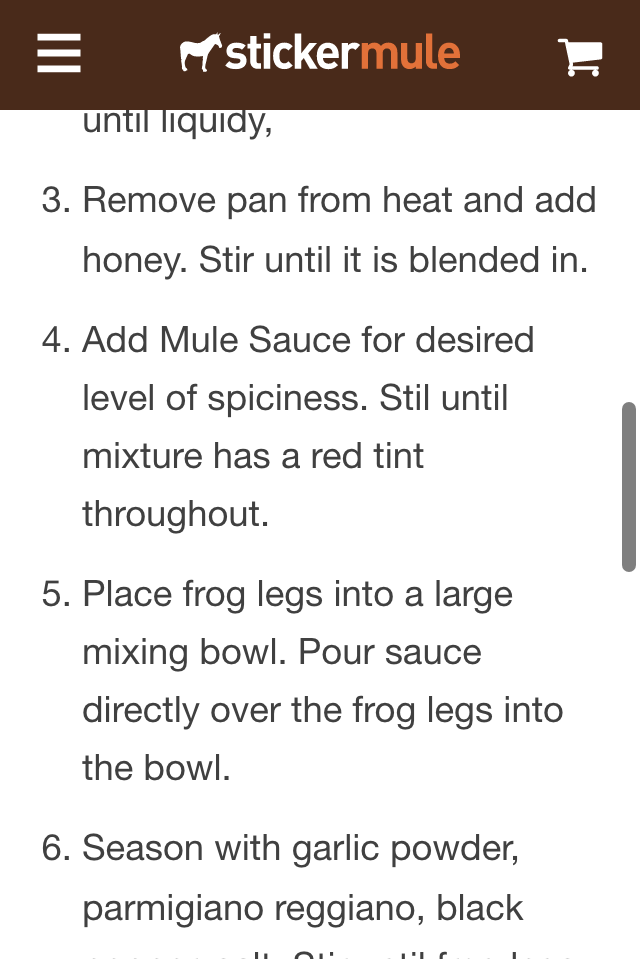 stickermule
until liquidy,
3. Remove pan from heat and add
honey. Stir until it is blended in.
4. Add Mule Sauce for desired
level of spiciness. Stil until
mixture has a red tint
throughout.
5. Place frog legs into a large
mixing bowl. Pour sauce
directly over the frog legs into
the bowl.
6. Season with garlic powder,
parmigiano reggiano, black